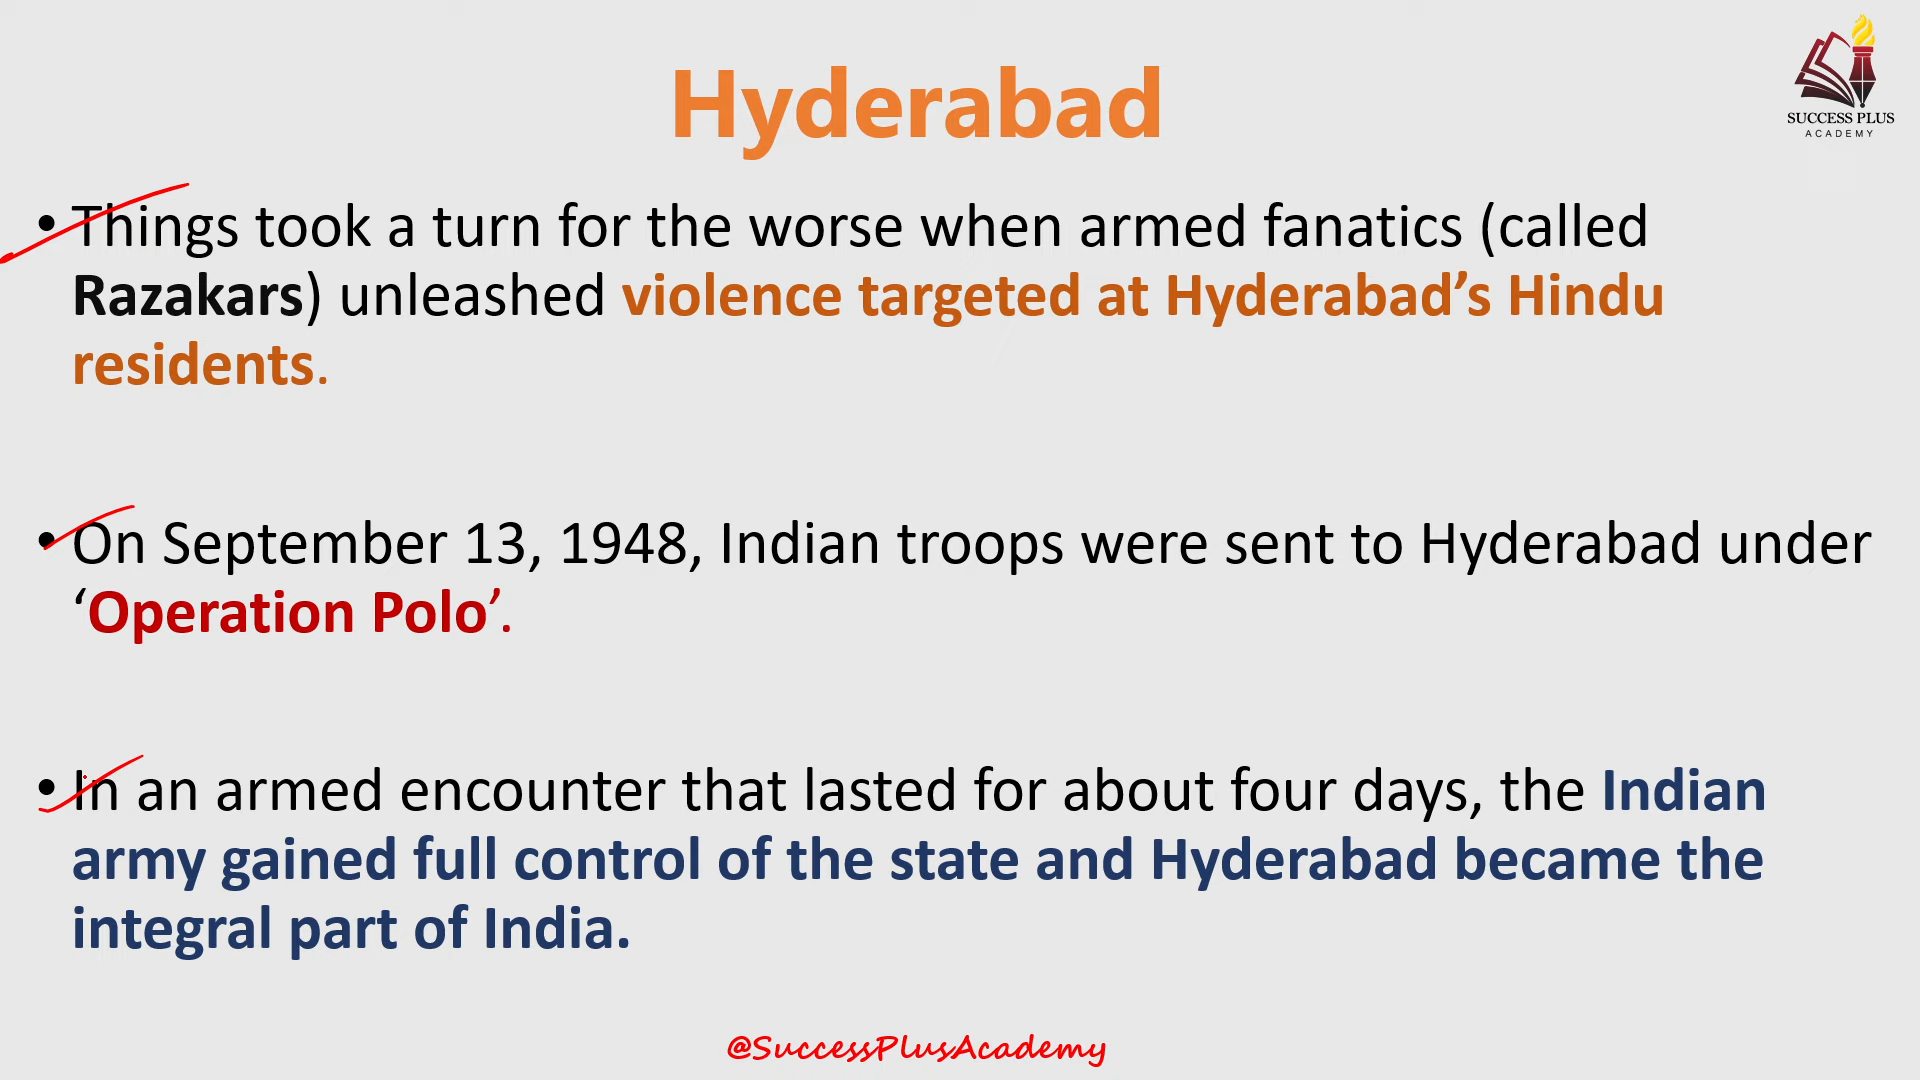 Hyderabad
SUCCESS PLUS
ACADEMY
• Things took a turn for the worse when armed fanatics (called
Razakars) unleashed violence targeted at Hyderabad’s Hindu
residents.
• On September 13, 1948, Indian troops were sent to Hyderabad under
‘Operation Polo’.
• In an armed encounter that lasted for about four days, the Indian
army gained full control of the state and Hyderabad became the
integral part of India.
@SuccessPlusAcademy